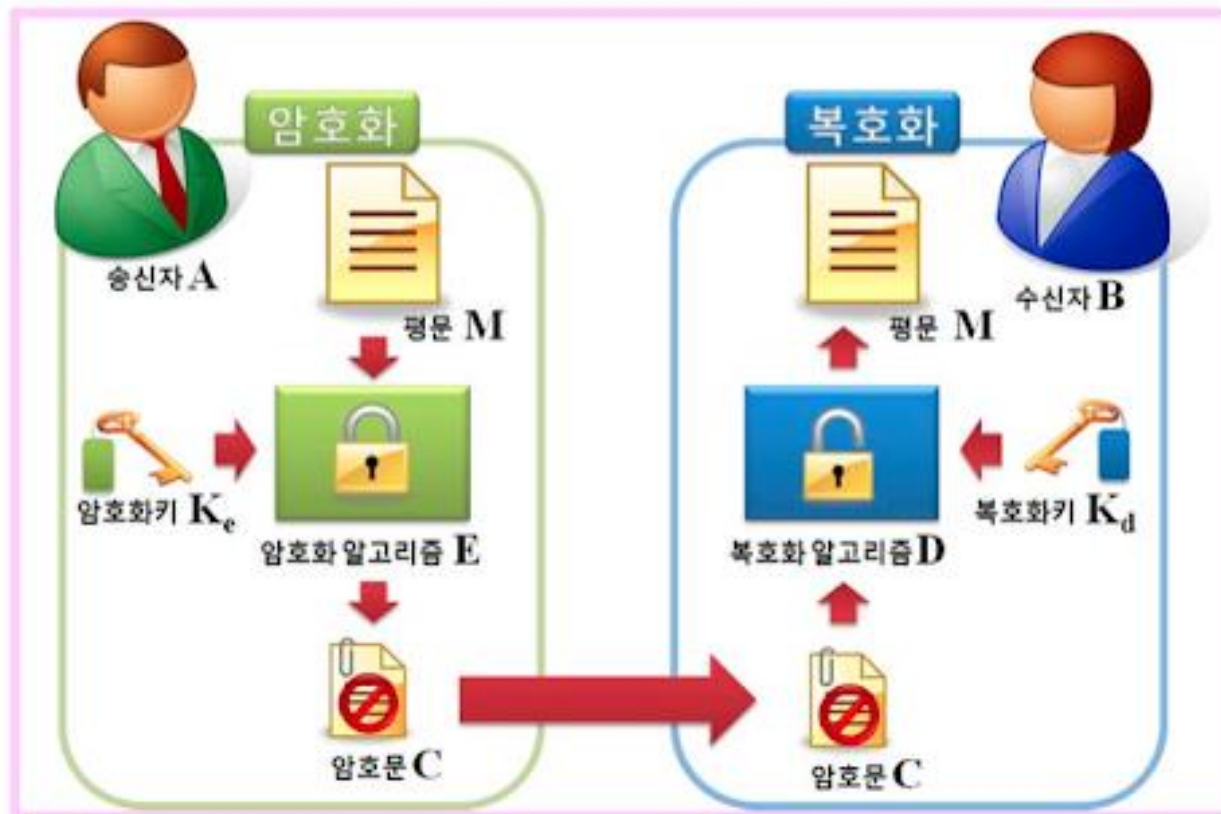 암호화
송신자 A
평문 M
암호화키 Ke
암호화 알고리즘 E
암호문 C
복호화
수신자 B
평문 M
복호화키 Kd
복호화 알고리즘 D
암호문 C